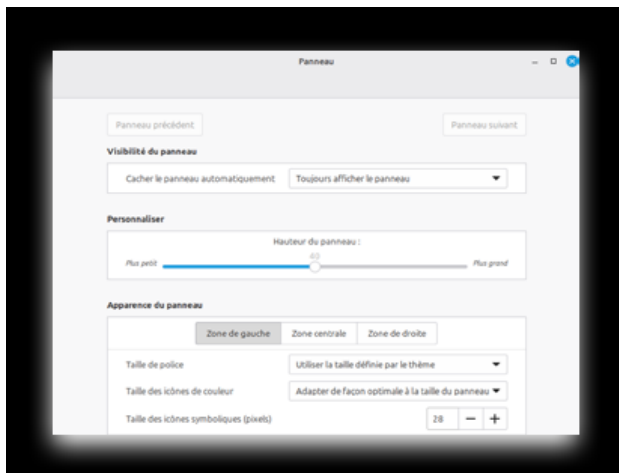 Panneau
Panneau précédent Panneau suivant
Visibilité du panneau
Cacher le panneau automatiquement Toujours afficher le panneau
Personnaliser
Hauteur du panneau :
40
Plus petit Plus grand
Apparence du panneau
Zone de gauche Zone centrale Zone de droite
Taille de police Utiliser la taille définie par le thème
Taille des icônes de couleur Adapter de façon optimale à la taille du panneau
Taille des icônes symboliques (pixels) 28 − +